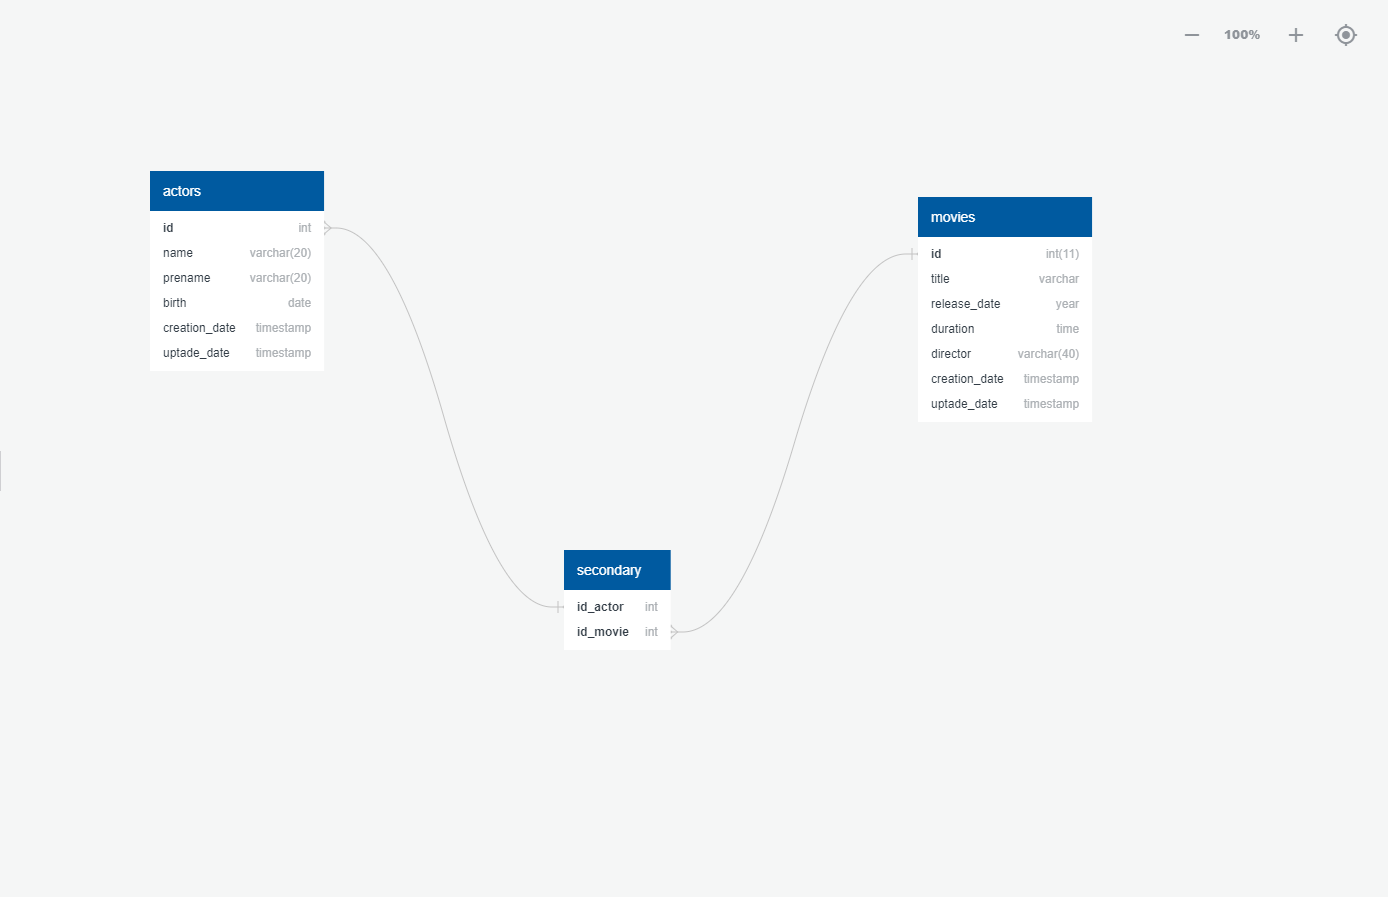 100%
actors
id int
name varchar(20)
prename varchar(20)
birth date
creation_date timestamp
uptade_date timestamp
movies
id int(11)
title varchar
release_date year
duration time
director varchar(40)
creation_date timestamp
uptade_date timestamp
secondary
id_actor int
id_movie int